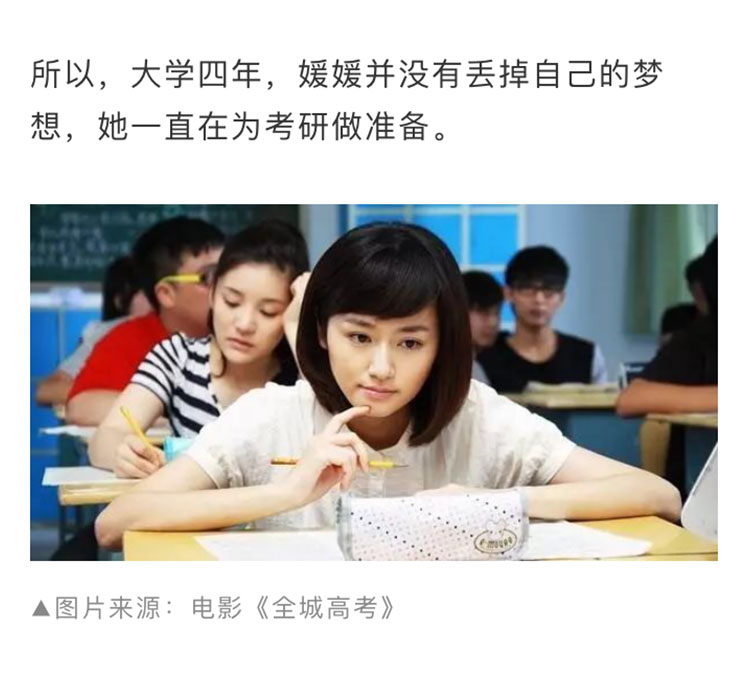 所以，大学四年，媛媛并没有丢掉自己的梦
想，她一直在为考研做准备。
▲图片来源：电影《全城高考》